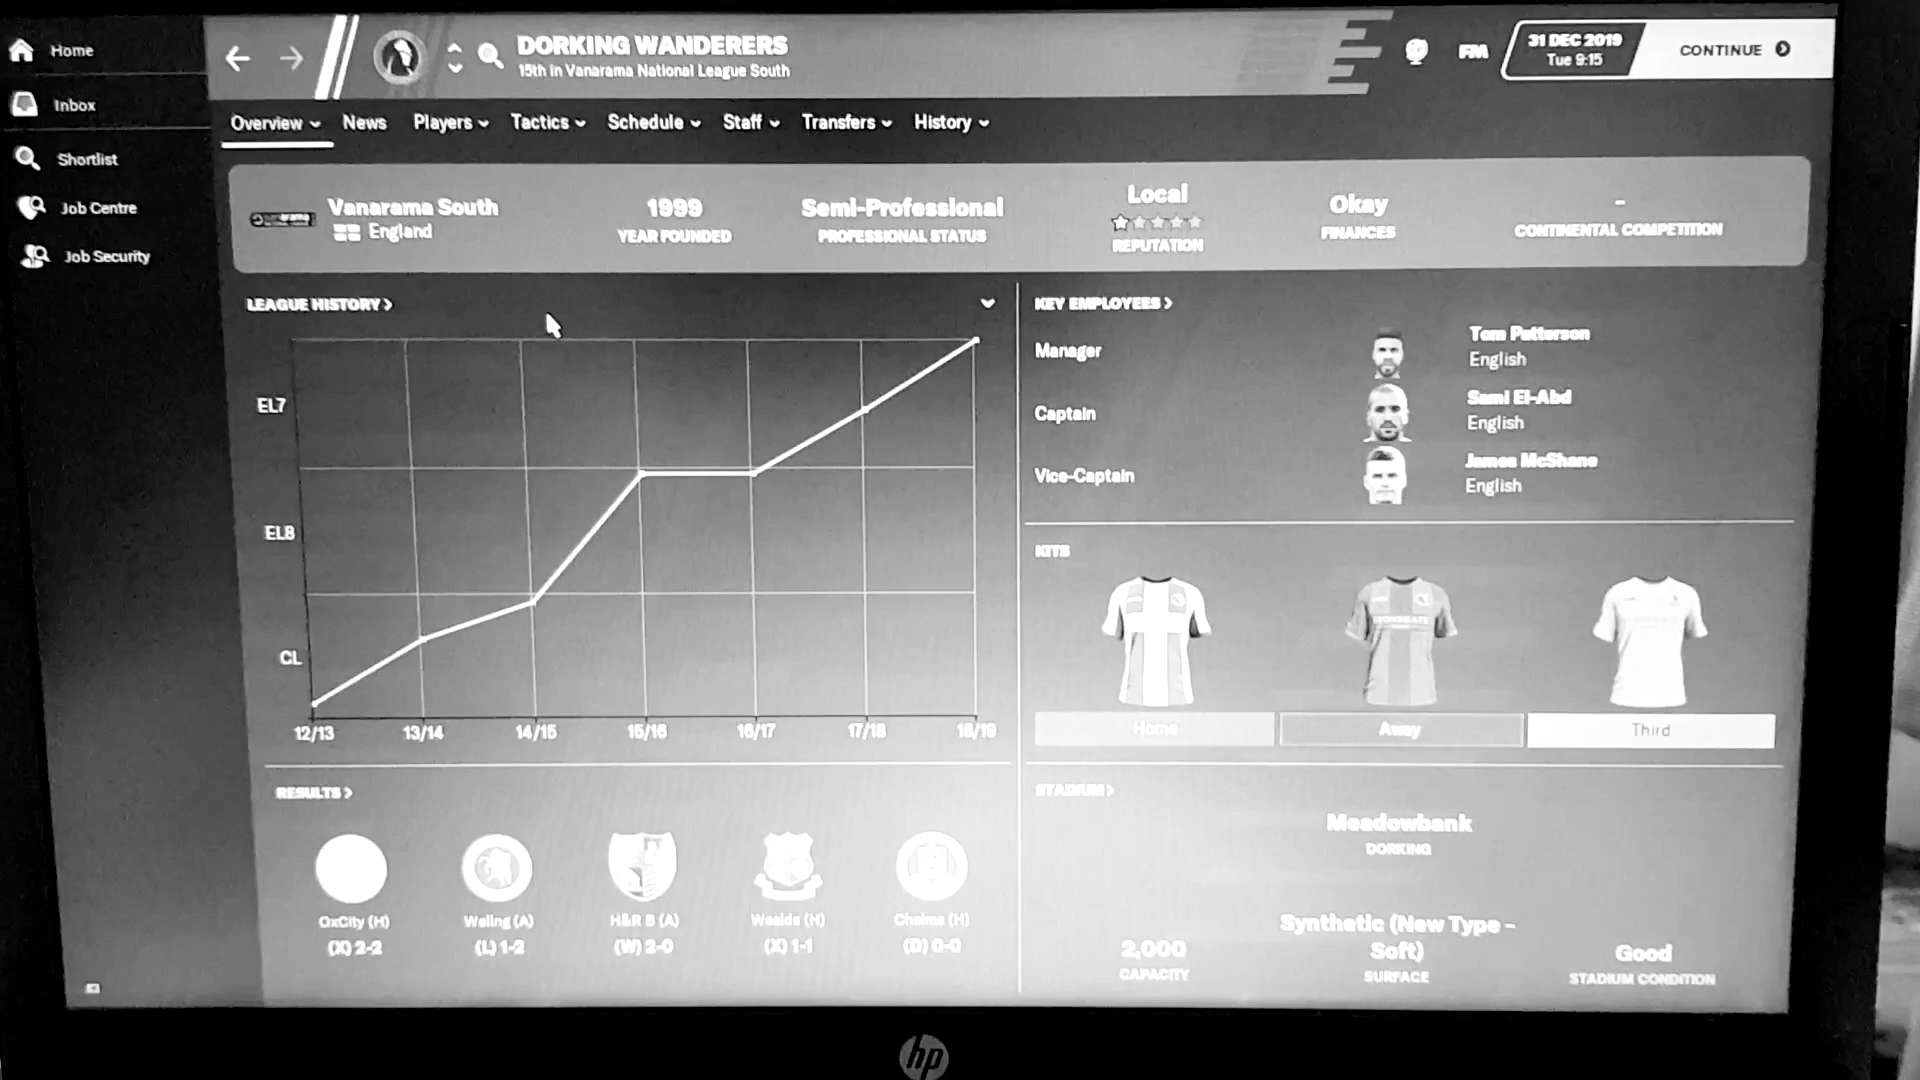 Home
Inbox
Shortlist
Job Centre
Job Security
DORKING WANDERERS
15th in Vanarama National League South
FM
31 DEC 2019
Tue 9:15
CONTINUE
Overview
News
Players
Tactics
Schedule
Staff
Transfers
History
Vanarama South
England
1999
YEAR FOUNDED
Semi-Professional
PROFESSIONAL STATUS
Local
REPUTATION
Okay
FINANCES
-
CONTINENTAL COMPETITION
LEAGUE HISTORY >
EL7
EL8
CL
12/13
13/14
14/15
15/16
16/17
17/18
18/19
KEY EMPLOYEES >
Manager
Tom Patterson
English
Captain
Sami El-Abd
English
Vice-Captain
James McShane
English
KITS
STONEGATE
Home
Away
Third
RESULTS >
OxCity (H)
(X) 2-2
Weling (A)
(L) 1-2
H&R B (A)
(W) 2-0
Wealds (H)
(X) 1-1
Chelms (H)
(D) 0-0
STADIUM >
Meadowbank
DORKING
2,000
CAPACITY
Synthetic (New Type -
Soft)
SURFACE
Good
STADIUM CONDITION
hp